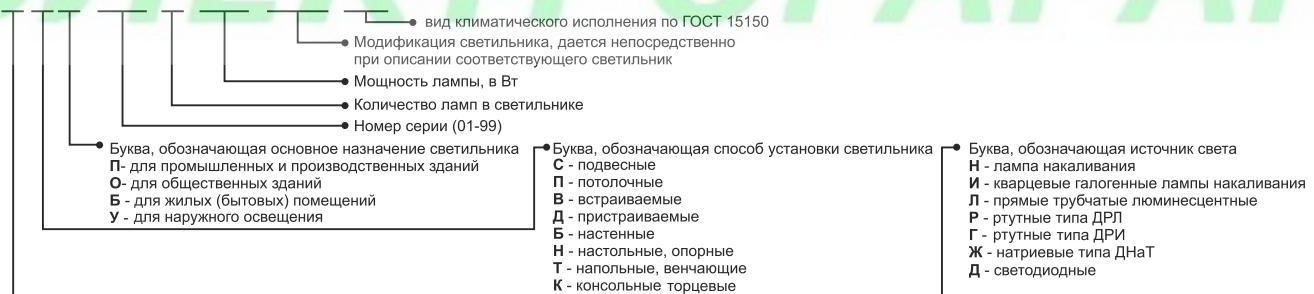 вид климатического исполнения по ГОСТ 15150
Модификация светильника, дается непосредственно
при описании соответствующего светильник
Мощность лампы, в Вт
Количество ламп в светильнике
Номер серии (01-99)
Буква, обозначающая основное назначение светильника
П- для промышленных и производственных зданий
О- для общественных зданий
Б - для жилых (бытовых) помещений
У - для наружного освещения
Буква, обозначающая способ установки светильника
С - подвесные
П - потолочные
В - встраиваемые
Д - пристраиваемые
Б - настенные
Н - настольные, опорные
Т - напольные, венчающие
К - консольные торцевые
Буква, обозначающая источник света
Н - лампа накаливания
И - кварцевые галогенные лампы накаливания
Л - прямые трубчатые люминесцентные
Р - ртутные типа ДРЛ
Г - ртутные типа ДРИ
Ж - натриевые типа ДНаТ
Д - светодиодные